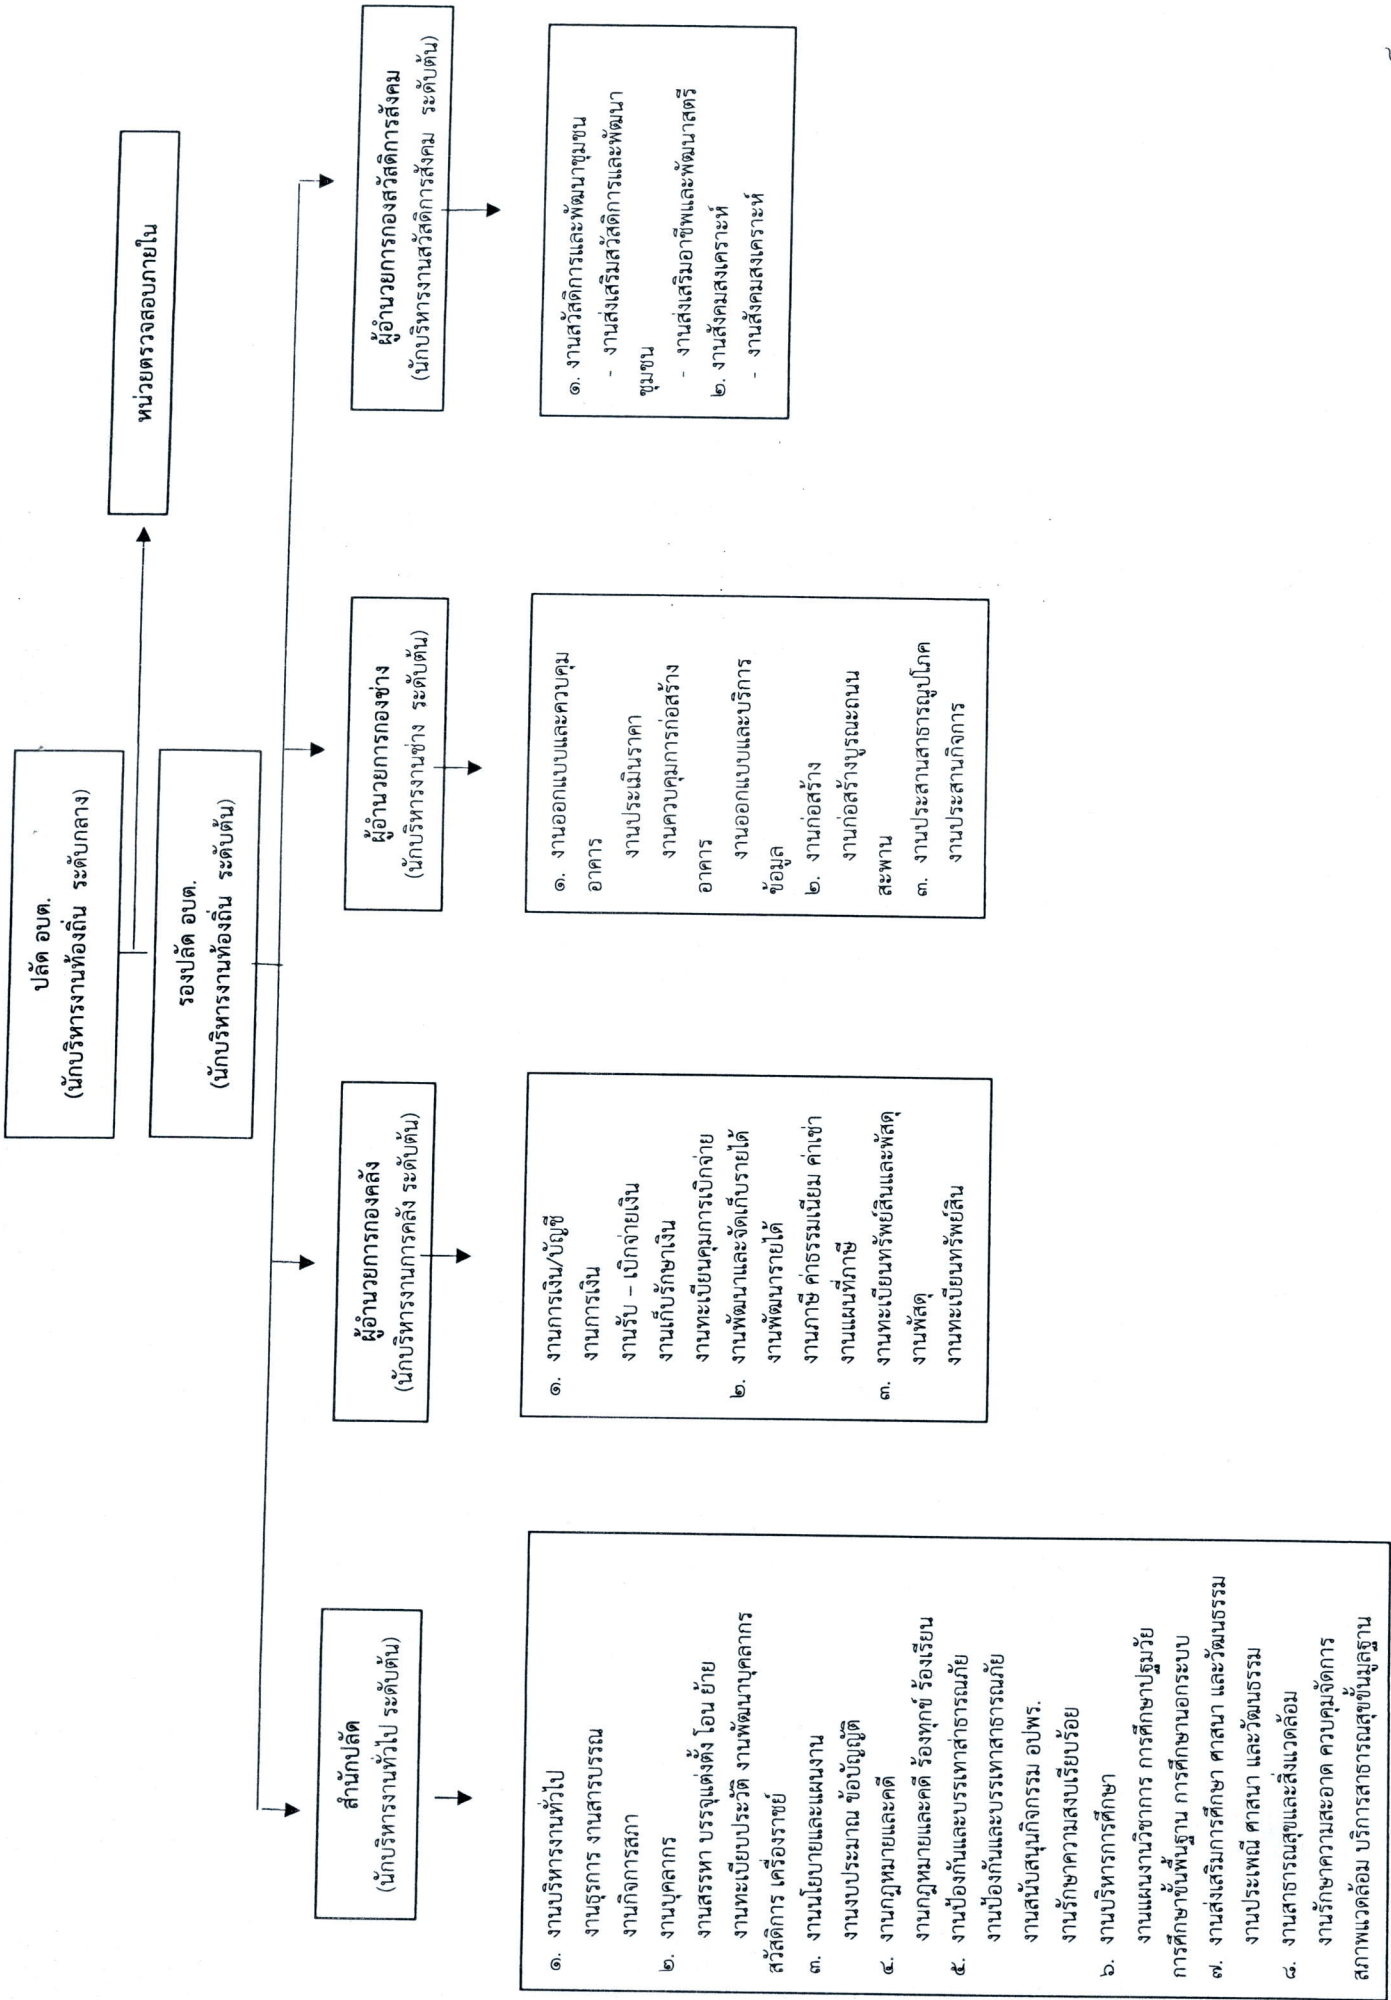 ปลัด อบต.
(นักบริหารงานท้องถิ่น ระดับกลาง)
หน่วยตรวจสอบภายใน
รองปลัด อบต.
(นักบริหารงานท้องถิ่น ระดับต้น)
สำนักปลัด
(นักบริหารงานทั่วไป ระดับต้น)
ผู้อำนวยการกองคลัง
(นักบริหารงานการคลัง ระดับต้น)
ผู้อำนวยการกองช่าง
(นักบริหารงานช่าง ระดับต้น)
ผู้อำนวยการกองสวัสดิการสังคม
(นักบริหารงานสวัสดิการสังคม ระดับต้น)
๑. งานบริหารงานทั่วไป
งานธุรการ งานสารบรรณ
งานกิจการสภา
๒. งานบุคลากร
งานสรรหา บรรจุแต่งตั้ง โอน ย้าย
งานทะเบียบประวัติ งานพัฒนาบุคลากร
สวัสดิการ เครื่องราชย์
๓. งานนโยบายและแผนงาน
งานงบประมาณ ข้อบัญญัติ
๔. งานกฎหมายและคดี
งานกฎหมายและคดี ร้องทุกข์ ร้องเรียน
๕. งานป้องกันและบรรเทาสาธารณภัย
งานป้องกันและบรรเทาสาธารณภัย
งานสนับสนุนกิจกรรม อปพร.
งานรักษาความสงบเรียบร้อย
๖. งานบริหารการศึกษา
งานแผนงานวิชาการ การศึกษาปฐมวัย
การศึกษาขั้นพื้นฐาน การศึกษานอกระบบ
๗. งานส่งเสริมการศึกษา ศาสนา และวัฒนธรรม
งานประเพณี ศาสนา และวัฒนธรรม
๘. งานสาธารณสุขและสิ่งแวดล้อม
งานรักษาความสะอาด ควบคุมจัดการ
สภาพแวดล้อม บริการสาธารณสุขขั้นมูลฐาน
๑. งานการเงิน/บัญชี
งานการเงิน
งานรับ – เบิกจ่ายเงิน
งานเก็บรักษาเงิน
งานทะเบียนคุมการเบิกจ่าย
๒. งานพัฒนาและจัดเก็บรายได้
งานพัฒนารายได้
งานภาษี ค่าธรรมเนียม ค่าเช่า
งานแผนที่ภาษี
๓. งานทะเบียนทรัพย์สินและพัสดุ
งานพัสดุ
งานทะเบียนทรัพย์สิน
๑. งานออกแบบและควบคุม
อาคาร
งานประเมินราคา
งานควบคุมการก่อสร้าง
อาคาร
งานออกแบบและบริการ
ข้อมูล
๒. งานก่อสร้าง
งานก่อสร้างบูรณะถนน
สะพาน
๓. งานประสานสาธารณูปโภค
งานประสานกิจการ
๑. งานสวัสดิการและพัฒนาชุมชน
- งานส่งเสริมสวัสดิการและพัฒนา
ชุมชน
- งานส่งเสริมอาชีพและพัฒนาสตรี
๒. งานสังคมสงเคราะห์
- งานสังคมสงเคราะห์